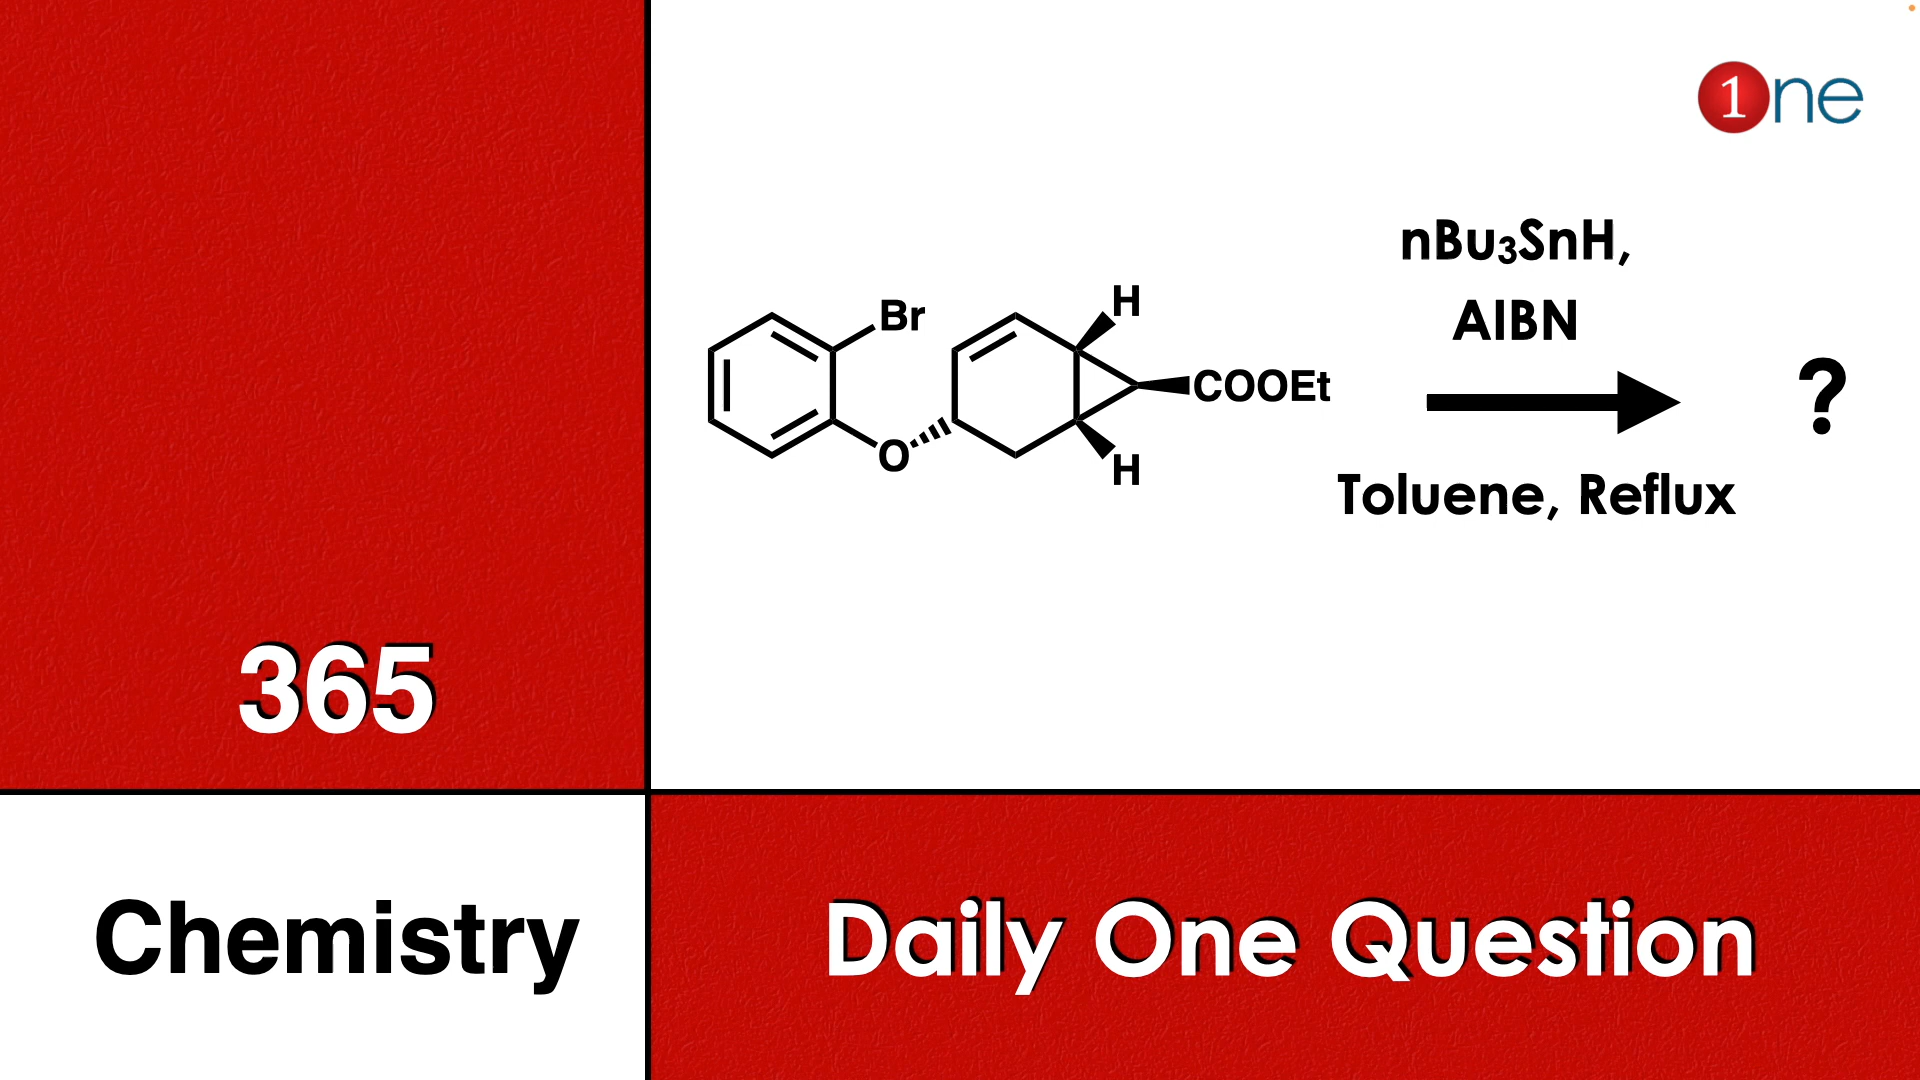 1ne
nBu₃SnH,
AIBN
Toluene, Reflux
?
Br
O
H
COOEt
H
365
Chemistry
Daily One Question